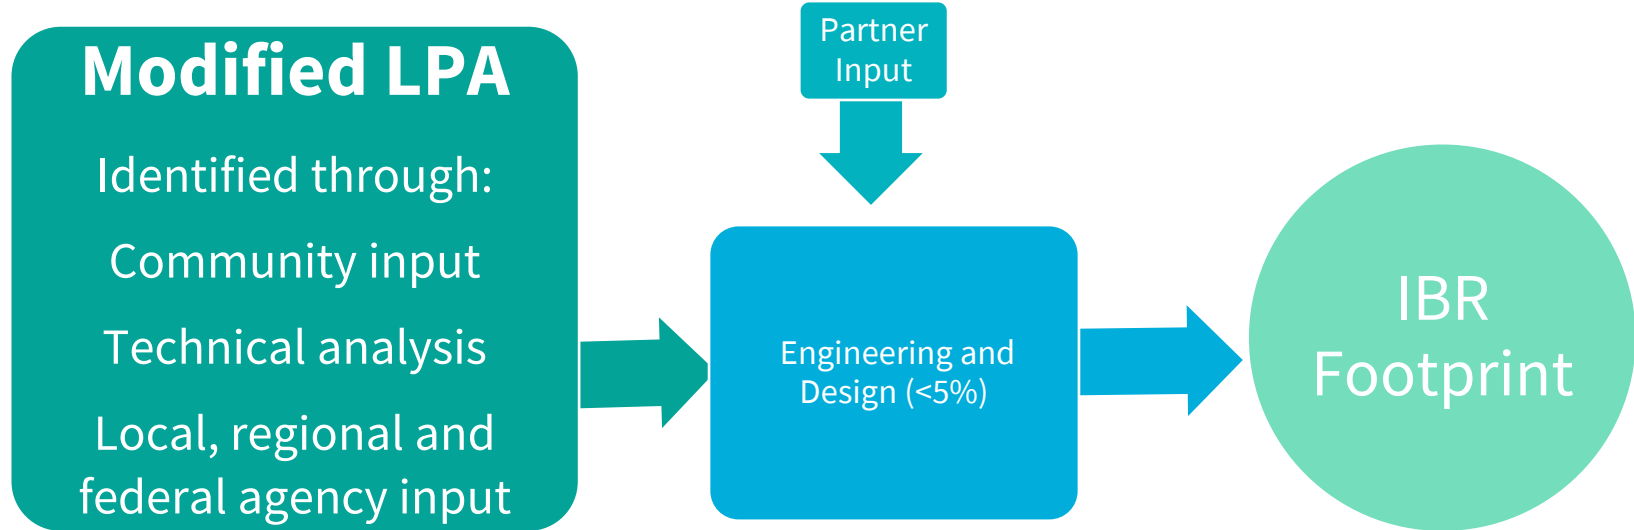 Modified LPA
Identified through:
Community input
Technical analysis
Local, regional and
federal agency input
Partner
Input
Engineering and
Design (<5%)
IBR
Footprint